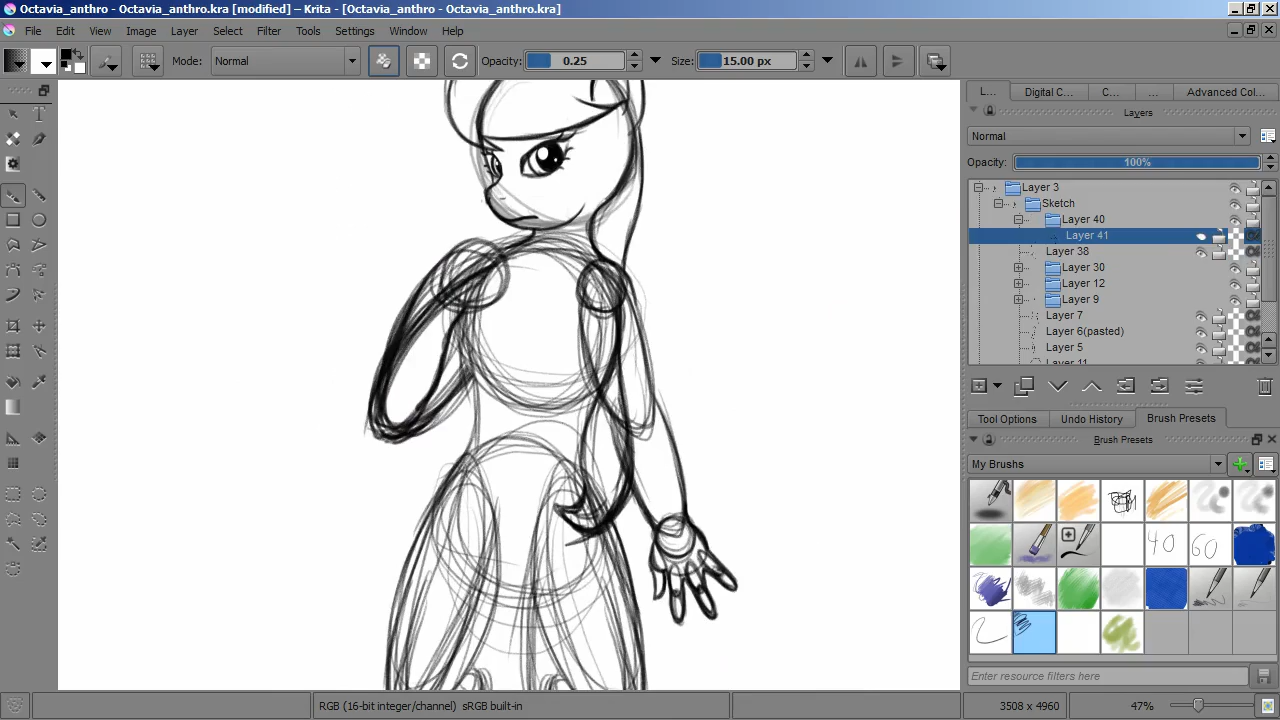 Octavia_anthro - Octavia_anthro.kra [modified] – Krita - [Octavia_anthro.kra]
File Edit View Image Layer Select Filter Tools Settings Window Help
Mode: Normal Opacity: 0.25 Size: 15.00 px
L... Digital C... C... ... Advanced Col...
Layers
Normal
Opacity: 100%
Layer 3
Sketch
Layer 40
Layer 41
Layer 38
Layer 30
Layer 12
Layer 9
Layer 7
Layer 6(pasted)
Layer 5
Layer 11
Tool Options Undo History Brush Presets
Brush Presets
My Brushes
40 60
Enter resource filters here
RGB (16-bit integer/channel) sRGB built-in 3508 x 4960 47%